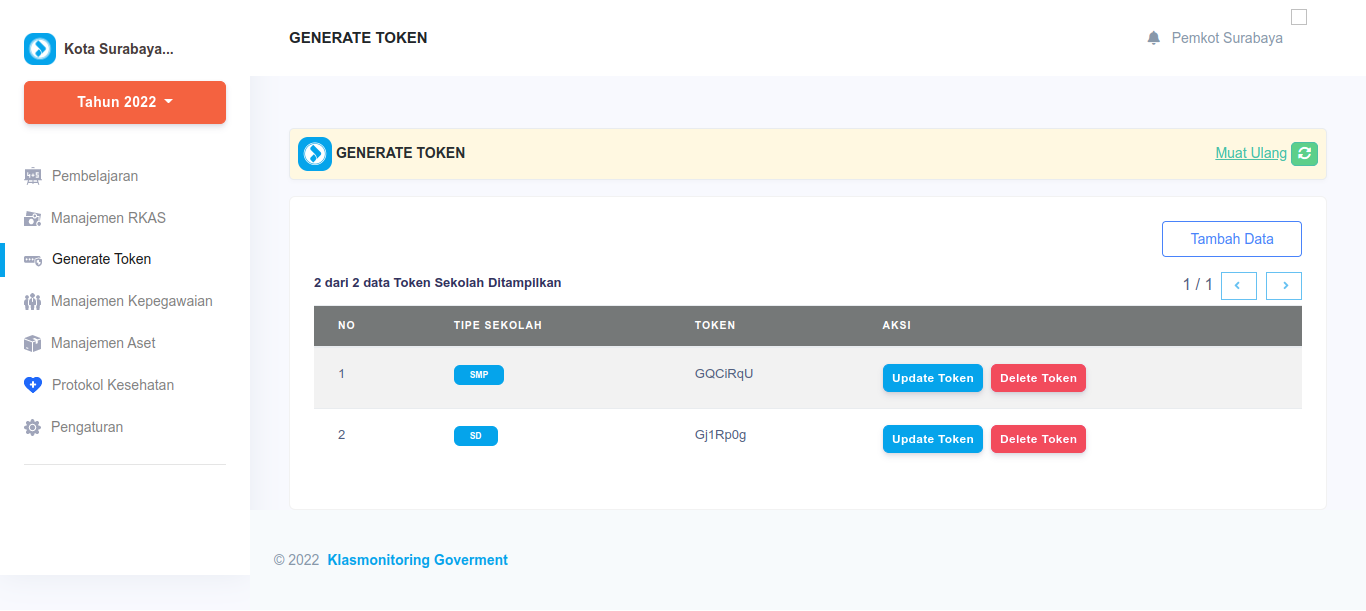 Kota Surabaya...
Tahun 2022
Pembelajaran
Manajemen RKAS
Generate Token
Manajemen Kepegawaian
Manajemen Aset
Protokol Kesehatan
Pengaturan
GENERATE TOKEN
Pemkot Surabaya
GENERATE TOKEN
Muat Ulang
Tambah Data
2 dari 2 data Token Sekolah Ditampilkan
1 / 1
NO TIPE SEKOLAH TOKEN AKSI
1 SMP GQCiRqU Update Token Delete Token
2 SD Gj1Rp0g Update Token Delete Token
© 2022 Klasmonitoring Goverment